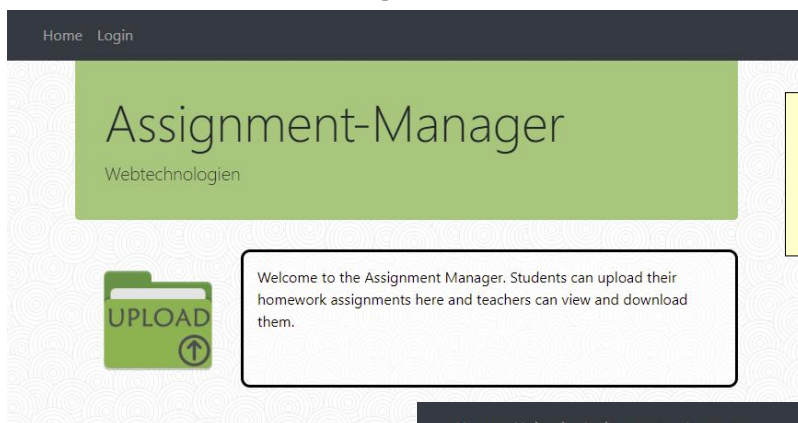 Home Login
Assignment-Manager
Webtechnologien
UPLOAD
Welcome to the Assignment Manager. Students can upload their
homework assignments here and teachers can view and download
them.